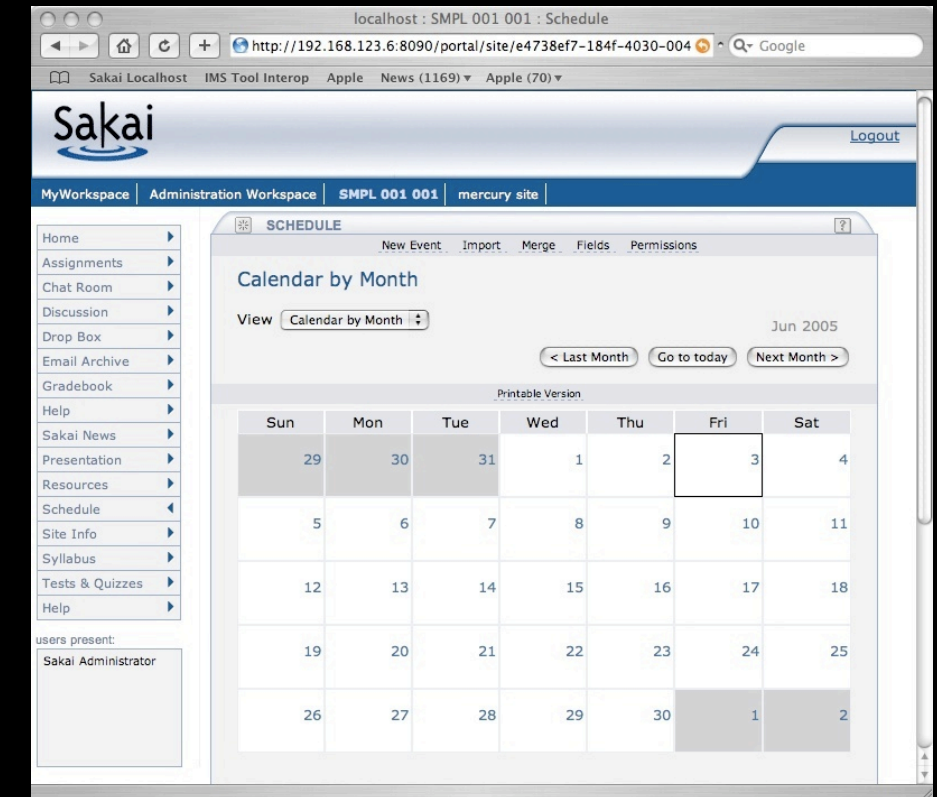 localhost : SMPL 001 001 : Schedule
http://192.168.123.6:8090/portal/site/e4738ef7-184f-4030-004 Google
Sakai Localhost IMS Tool Interop Apple News (1169) Apple (70)
Sakai
Logout
MyWorkspace Administration Workspace SMPL 001 001 mercury site
Home
Assignments
Chat Room
Discussion
Drop Box
Email Archive
Gradebook
Help
Sakai News
Presentation
Resources
Schedule
Site Info
Syllabus
Tests & Quizzes
Help
users present:
Sakai Administrator
SCHEDULE ?
New Event Import Merge Fields Permissions
Calendar by Month
View Calendar by Month
Jun 2005
< Last Month Go to today Next Month >
Printable Version
Sun Mon Tue Wed Thu Fri Sat
29 30 31 1 2 3 4
5 6 7 8 9 10 11
12 13 14 15 16 17 18
19 20 21 22 23 24 25
26 27 28 29 30 1 2